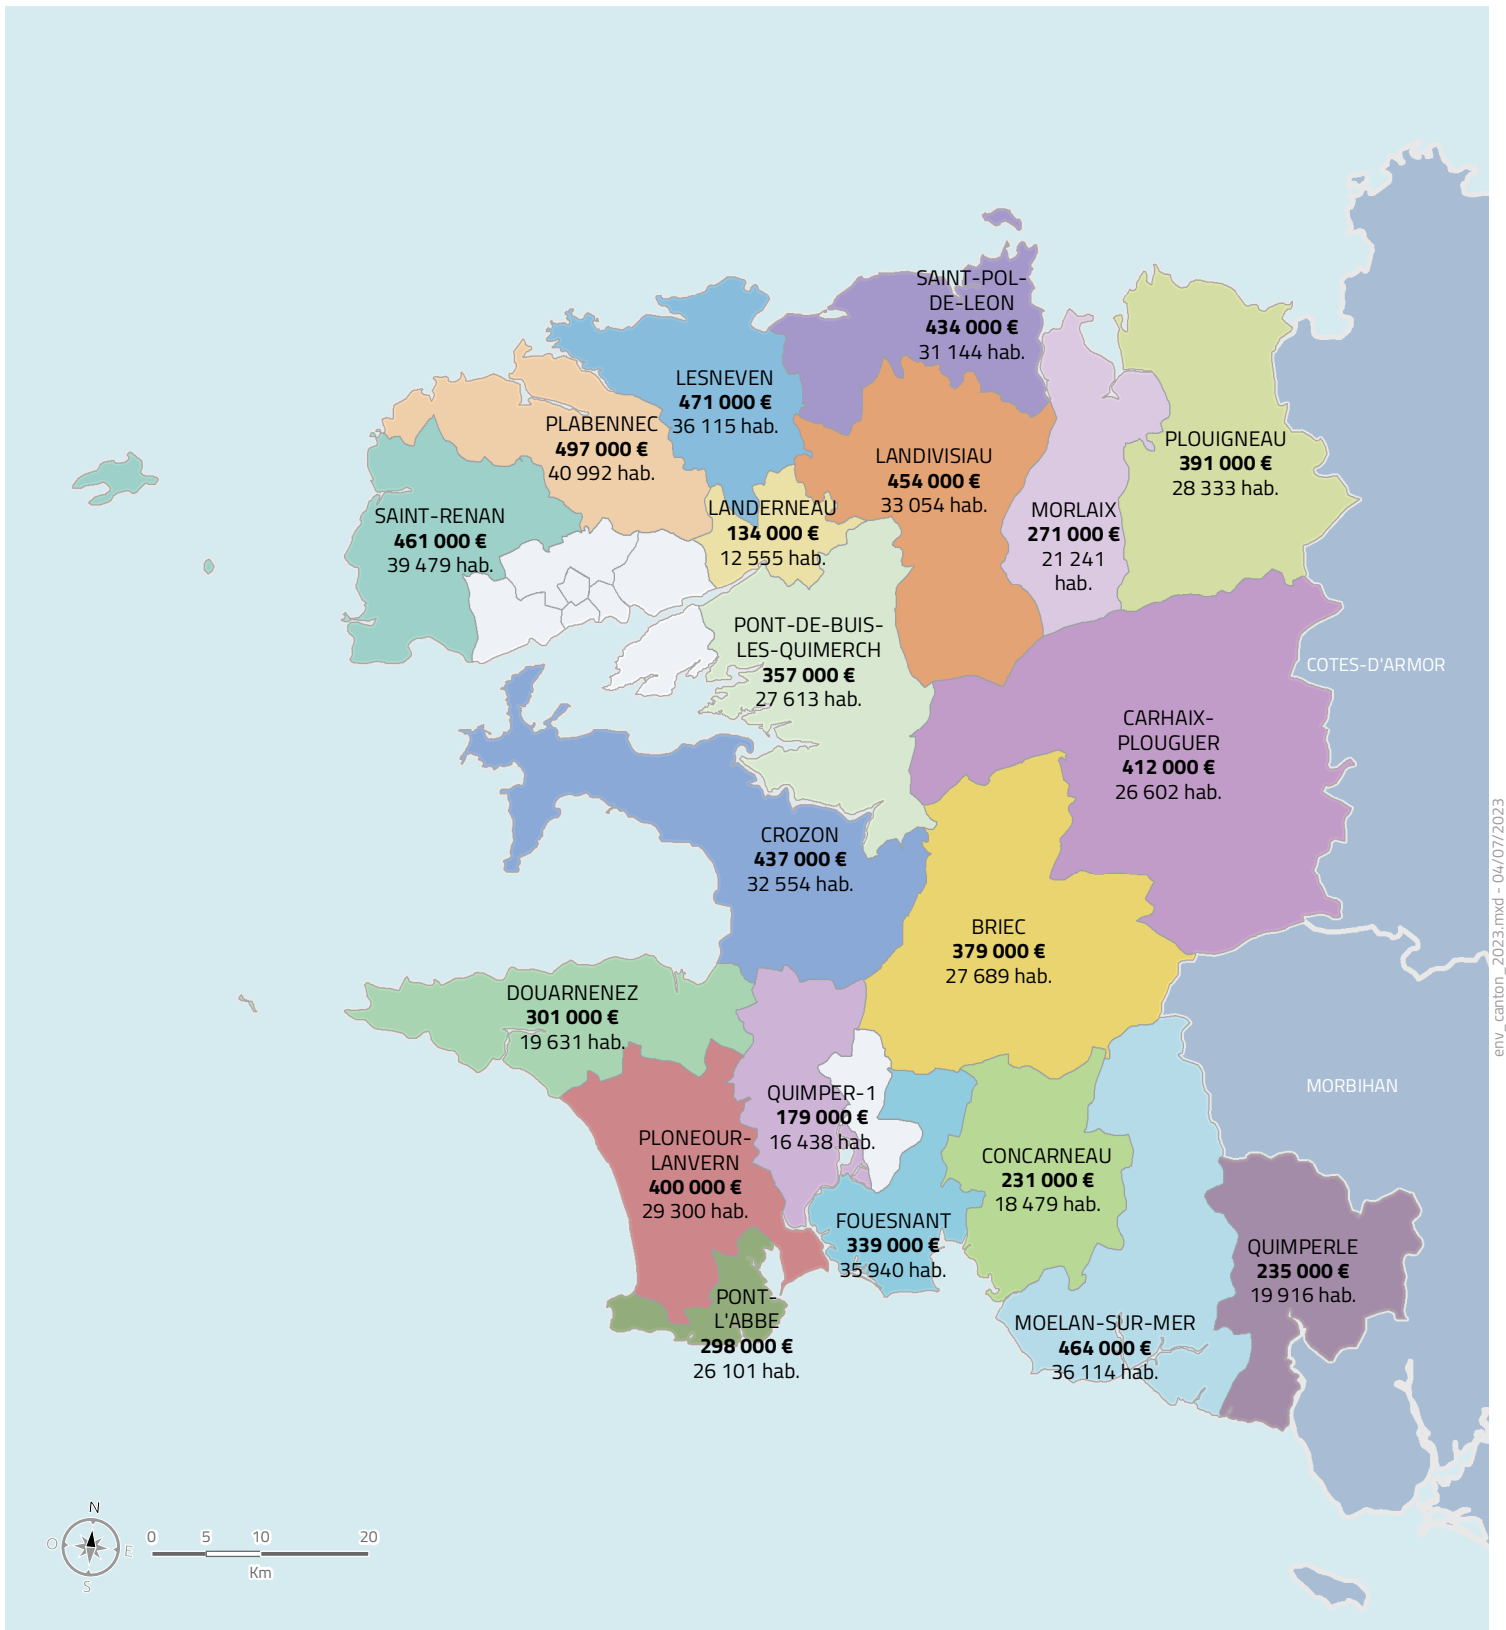 SAINT-POL-
DE-LEON
434 000 €
31 144 hab.
LESNEVEN
471 000 €
36 115 hab.
PLABENNEC
497 000 €
40 992 hab.
LANDIVISIAU
454 000 €
33 054 hab.
PLOUIGNEAU
391 000 €
28 333 hab.
SAINT-RENAN
461 000 €
39 479 hab.
LANDERNEAU
134 000 €
12 555 hab.
MORLAIX
271 000 €
21 241
hab.
PONT-DE-BUIS-
LES-QUIMERCH
357 000 €
27 613 hab.
COTES-D'ARMOR
CARHAIX-
PLOUGUER
412 000 €
26 602 hab.
CROZON
437 000 €
32 554 hab.
BRIEC
379 000 €
27 689 hab.
DOUARNENEZ
301 000 €
19 631 hab.
QUIMPER-1
179 000 €
16 438 hab.
MORBIHAN
PLONEOUR-
LANVERN
400 000 €
29 300 hab.
CONCARNEAU
231 000 €
18 479 hab.
FOUESNANT
339 000 €
35 940 hab.
QUIMPERLE
235 000 €
19 916 hab.
PONT-
L'ABBE
298 000 €
26 101 hab.
MOELAN-SUR-MER
464 000 €
36 114 hab.
env_canton_2023.mxd - 04/07/2023
N
O
E
S
0 5 10 20
Km